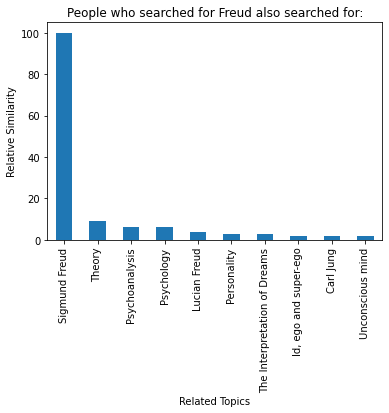 People who searched for Freud also searched for:
Relative Similarity
100
80
60
40
20
0
Sigmund Freud
Theory
Psychoanalysis
Psychology
Lucian Freud
Personality
The Interpretation of Dreams
Id, ego and super-ego
Carl Jung
Unconscious mind
Related Topics